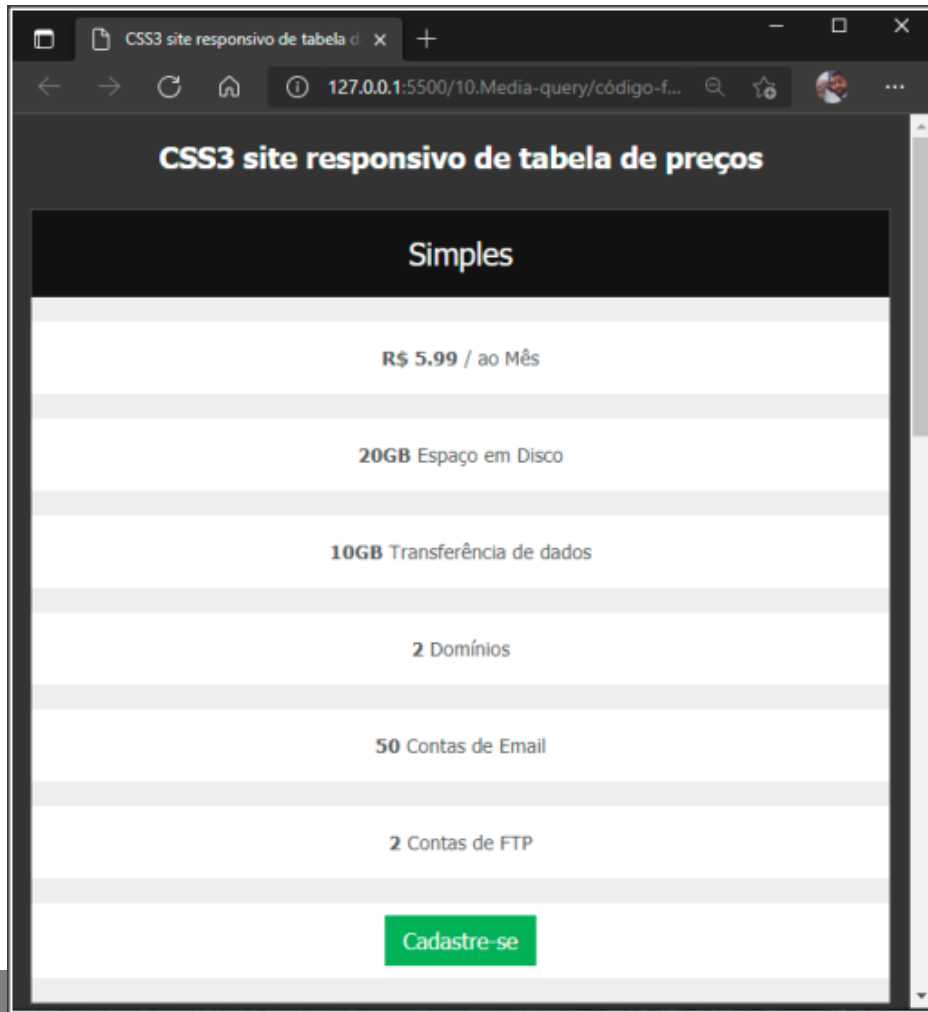 CSS3 site responsivo de tabela d
127.0.0.1:5500/10.Media-query/código-f...
CSS3 site responsivo de tabela de preços
Simples
R$ 5.99 / ao Mês
20GB Espaço em Disco
10GB Transferência de dados
2 Domínios
50 Contas de Email
2 Contas de FTP
Cadastre-se